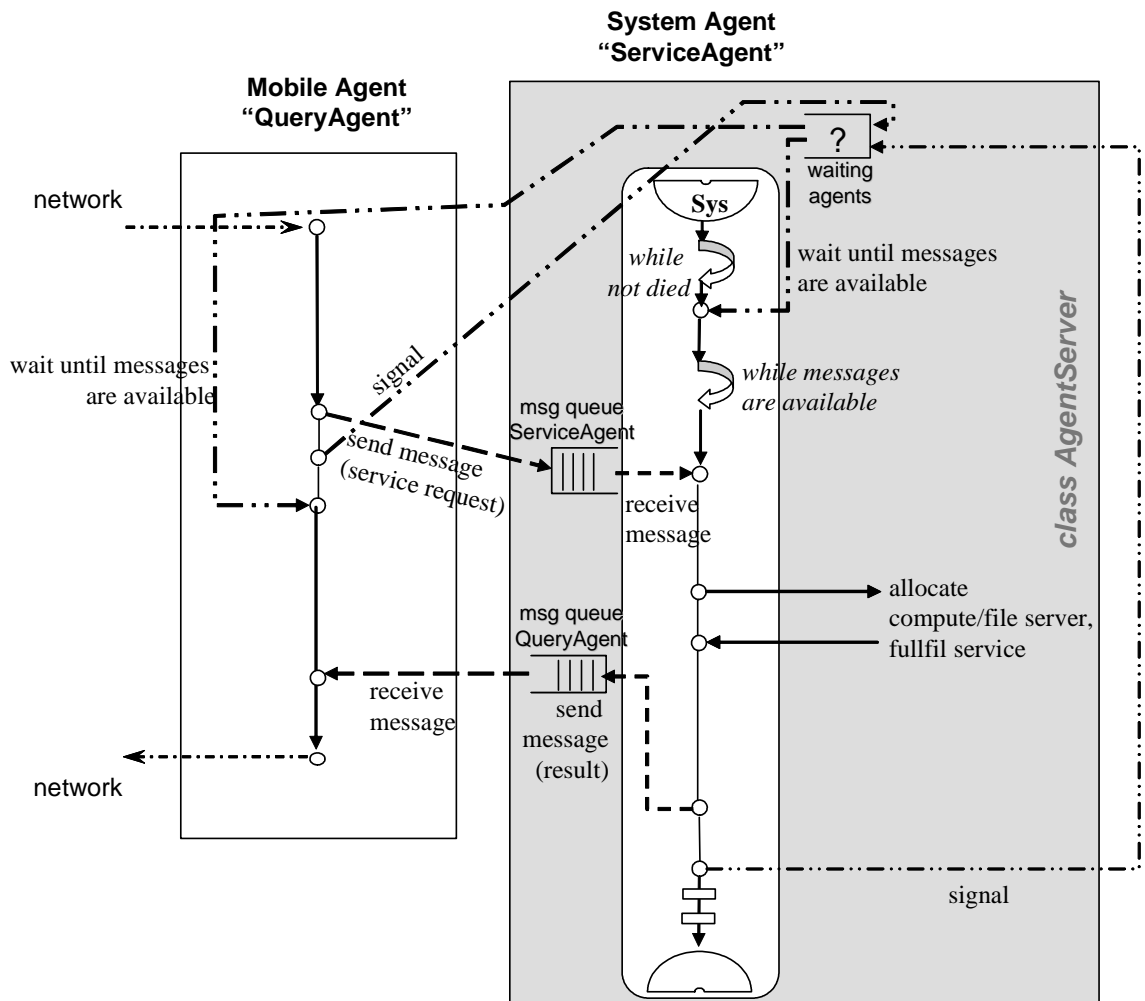 System Agent
“ServiceAgent”
Mobile Agent
“QueryAgent”
?
waiting
agents
network
Sys
while
not died
wait until messages
are available
class AgentServer
wait until messages
are available
signal
while messages
are available
msg queue
ServiceAgent
send message
(service request)
receive
message
allocate
compute/file server,
fullfil service
msg queue
QueryAgent
receive
message
send
message
(result)
network
signal